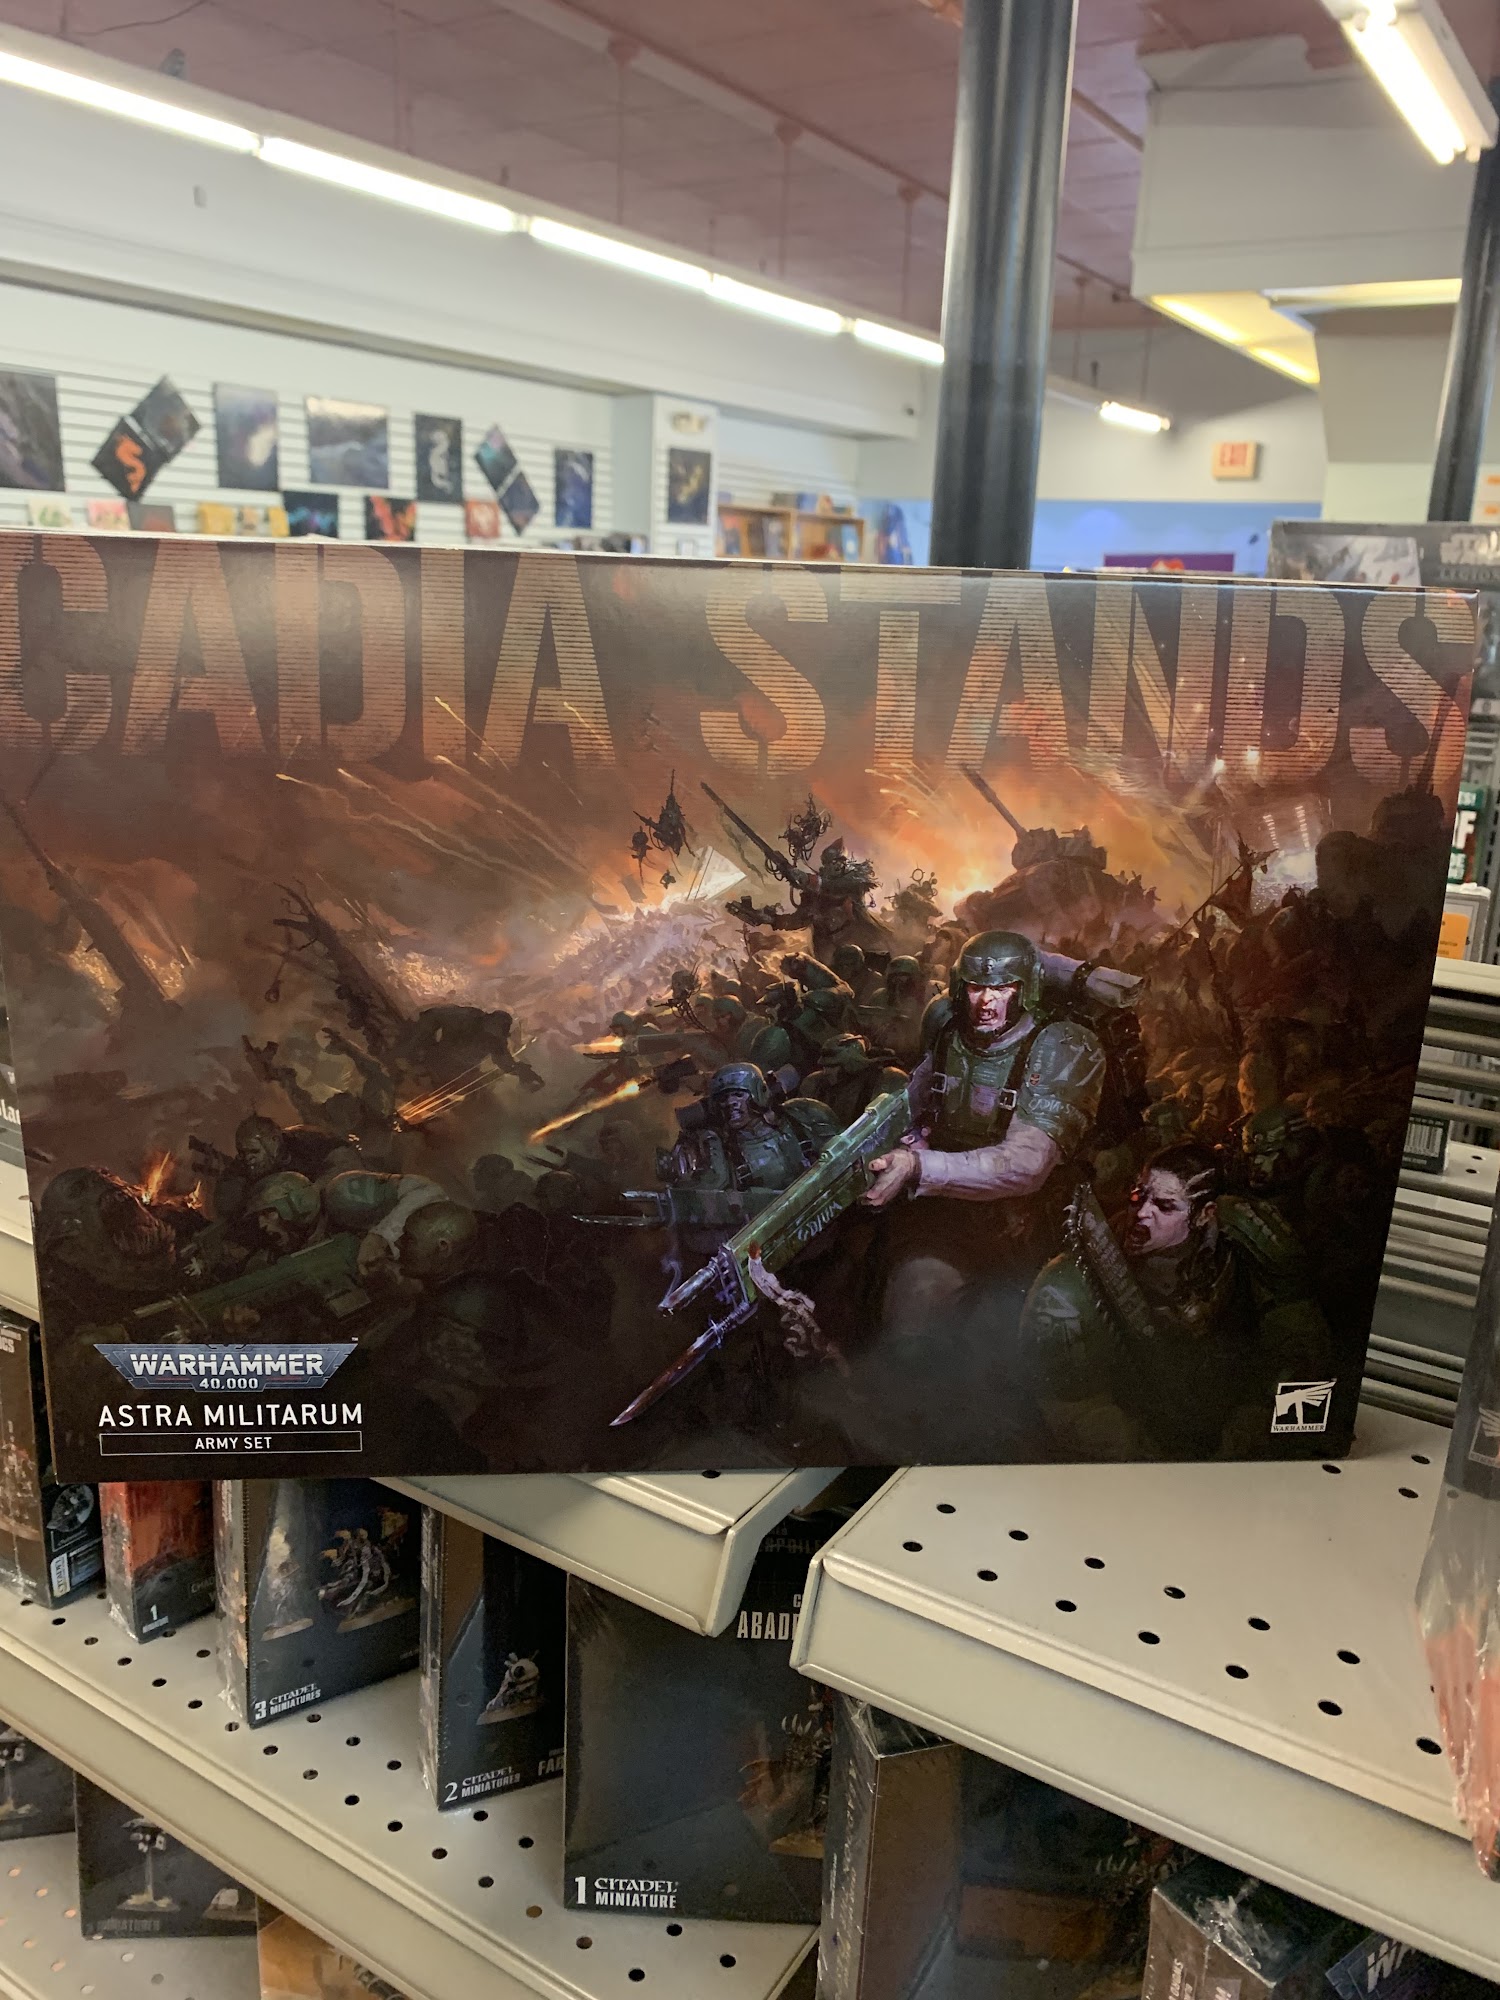 EXIT
CADIA STANDS
WARHAMMER
40,000
ASTRA MILITARUM
ARMY SET
WARHAMMER
1
3 CITADEL
MINIATURES
2 CITADEL
MINIATURES
1 CITADEL
MINIATURE